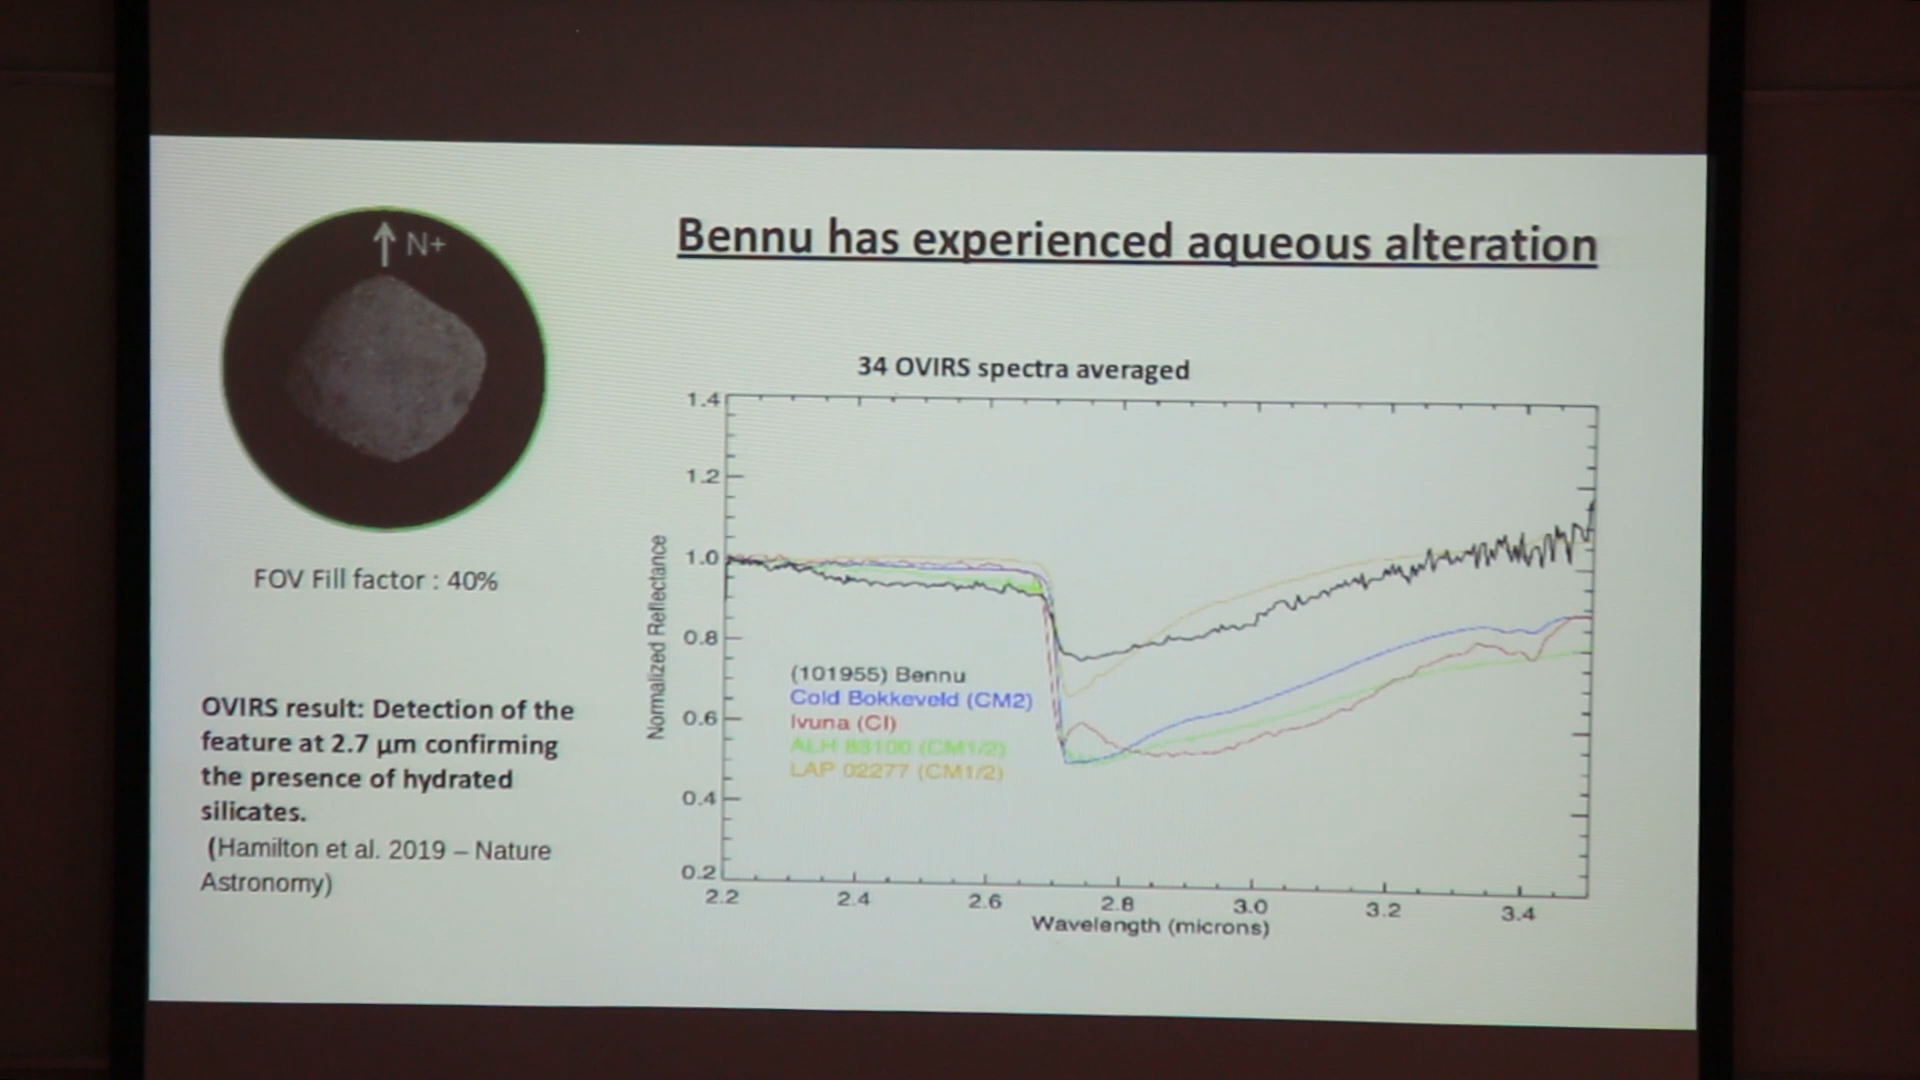 Bennu has experienced aqueous alteration
N+
FOV Fill factor : 40%
OVIRS result: Detection of the
feature at 2.7 μm confirming
the presence of hydrated
silicates.
(Hamilton et al. 2019 – Nature
Astronomy)
34 OVIRS spectra averaged
1.4
1.2
1.0
0.8
0.6
0.4
0.2
Normalized Reflectance
(101955) Bennu
Cold Bokkeveld (CM2)
Ivuna (CI)
ALH 83100 (CM1/2)
LAP 02277 (CM1/2)
2.2 2.4 2.6 2.8 3.0 3.2 3.4
Wavelength (microns)